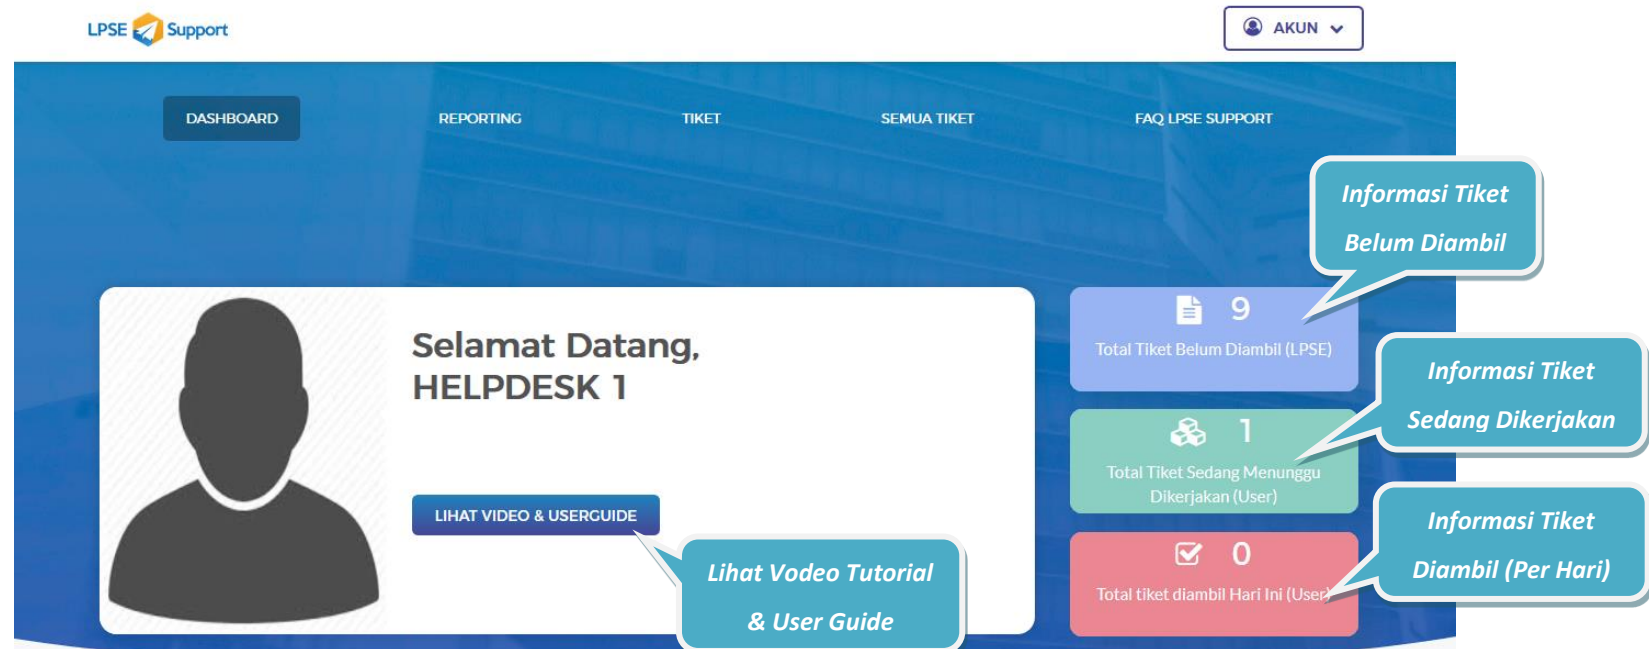 LPSE Support
AKUN
DASHBOARD
REPORTING
TIKET
SEMUA TIKET
FAQ LPSE SUPPORT
Informasi Tiket
Belum Diambil
Selamat Datang,
HELPDESK 1
LIHAT VIDEO & USERGUIDE
Lihat Vodeo Tutorial
& User Guide
9
Total Tiket Belum Diambil (LPSE)
Informasi Tiket
Sedang Dikerjakan
1
Total Tiket Sedang Menunggu
Dikerjakan (User)
Informasi Tiket
Diambil (Per Hari)
0
Total tiket diambil Hari Ini (User)